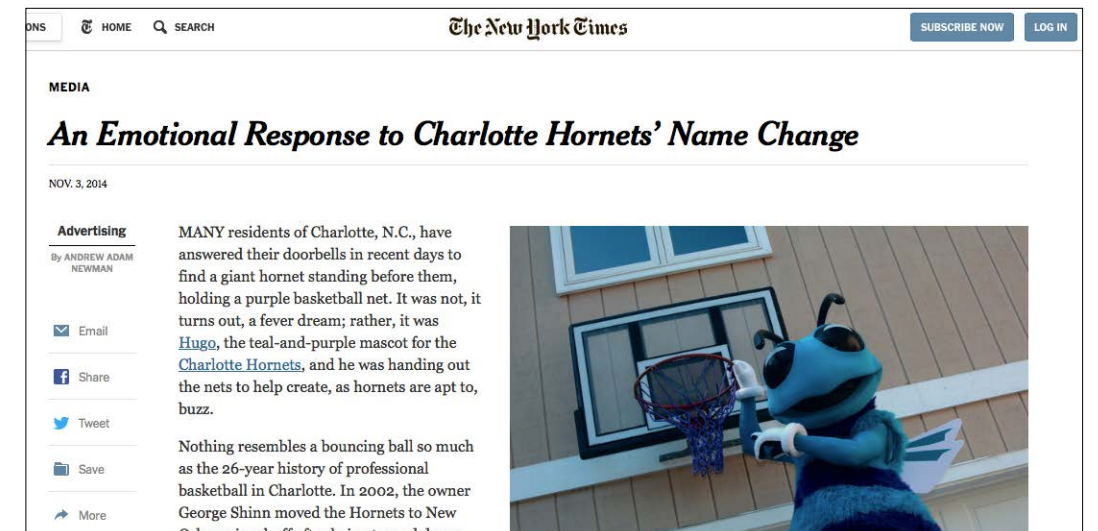 ONS
HOME
SEARCH
The New York Times
SUBSCRIBE NOW
LOG IN
MEDIA
An Emotional Response to Charlotte Hornets’ Name Change
NOV. 3, 2014
Advertising
By ANDREW ADAM
NEWMAN
Email
Share
Tweet
Save
More
MANY residents of Charlotte, N.C., have
answered their doorbells in recent days to
find a giant hornet standing before them,
holding a purple basketball net. It was not, it
turns out, a fever dream; rather, it was
Hugo, the teal-and-purple mascot for the
Charlotte Hornets, and he was handing out
the nets to help create, as hornets are apt to,
buzz.
Nothing resembles a bouncing ball so much
as the 26-year history of professional
basketball in Charlotte. In 2002, the owner
George Shinn moved the Hornets to New